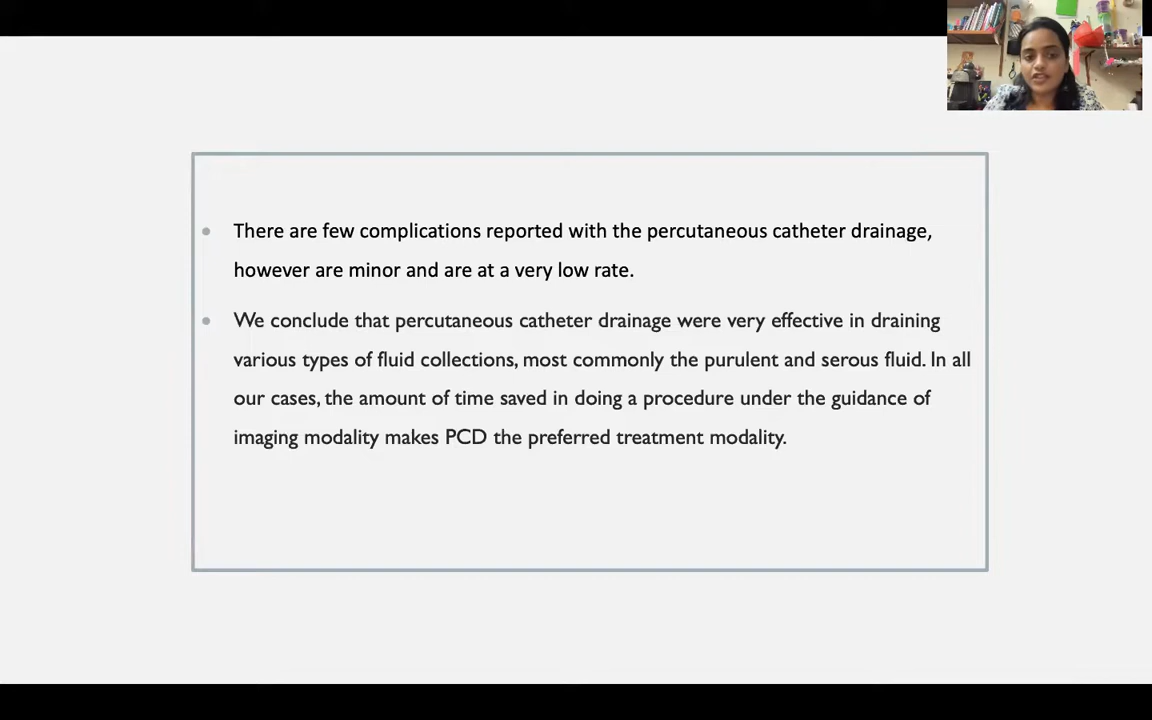 There are few complications reported with the percutaneous catheter drainage,
however are minor and are at a very low rate.
We conclude that percutaneous catheter drainage were very effective in draining
various types of fluid collections, most commonly the purulent and serous fluid. In all
our cases, the amount of time saved in doing a procedure under the guidance of
imaging modality makes PCD the preferred treatment modality.